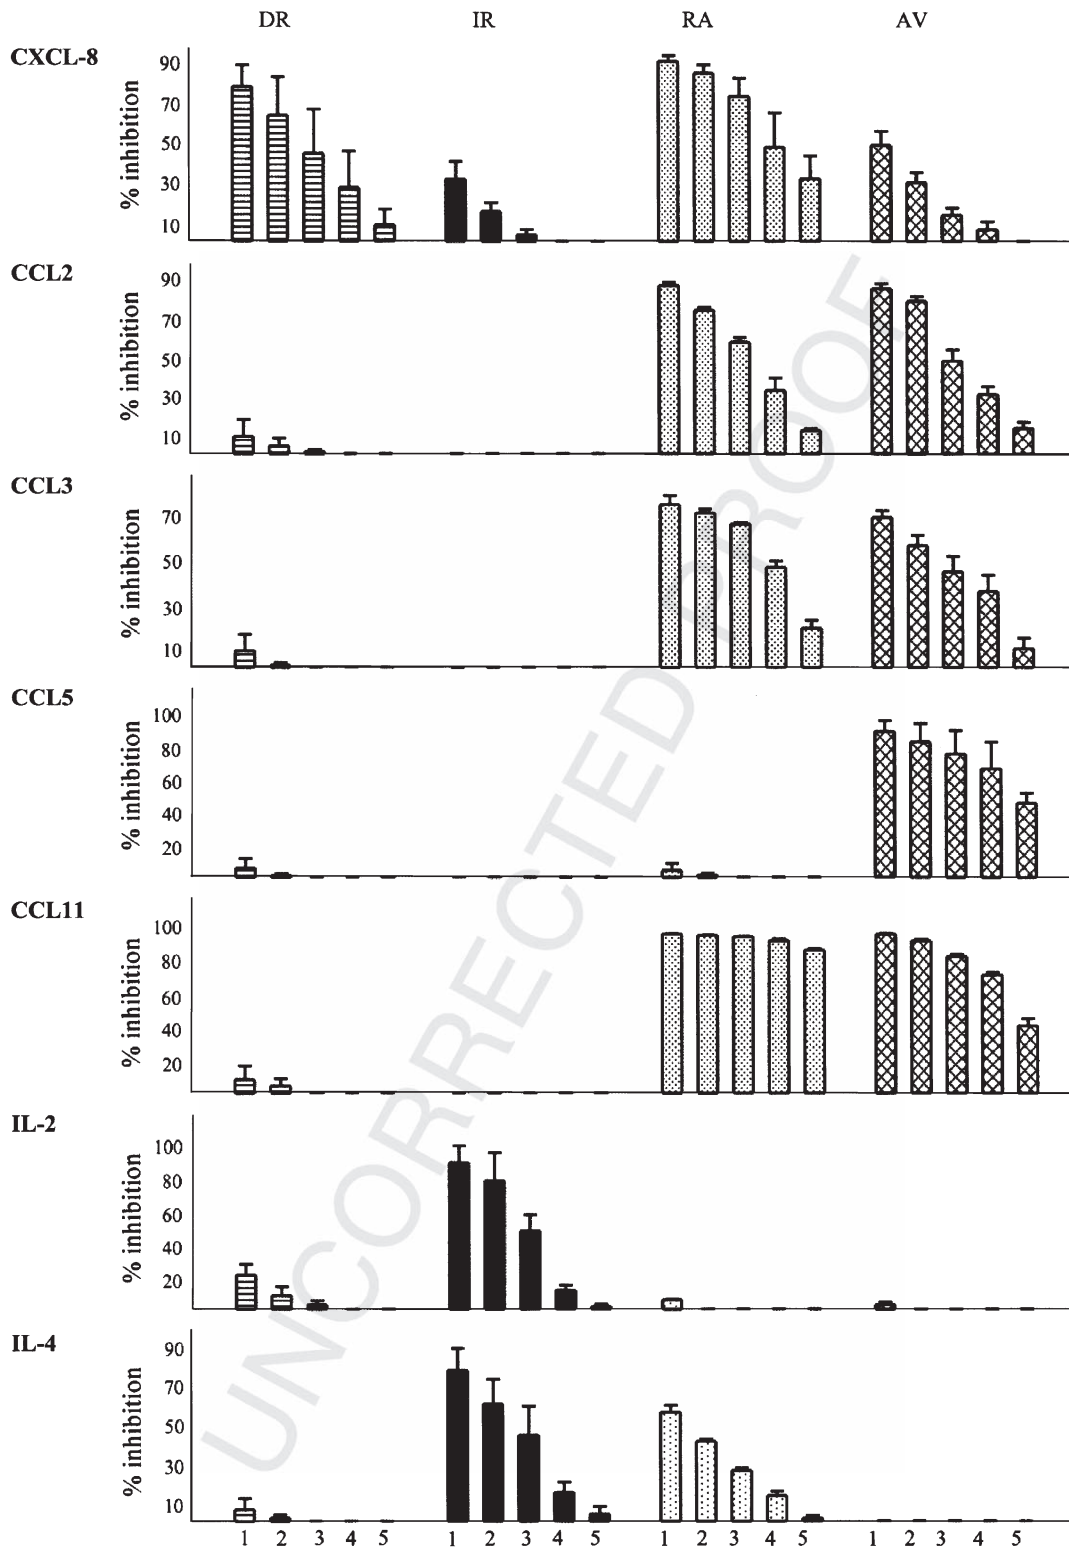 DR IR RA AV
CXCL-8
% inhibition
90
70
50
30
10
CCL2
% inhibition
90
70
50
30
10
CCL3
% inhibition
70
50
30
10
CCL5
% inhibition
100
80
60
40
20
CCL11
% inhibition
100
80
60
40
20
IL-2
% inhibition
100
80
60
40
20
IL-4
% inhibition
90
70
50
30
10
1 2 3 4 5 1 2 3 4 5 1 2 3 4 5 1 2 3 4 5
UNCORRECTED PROOF